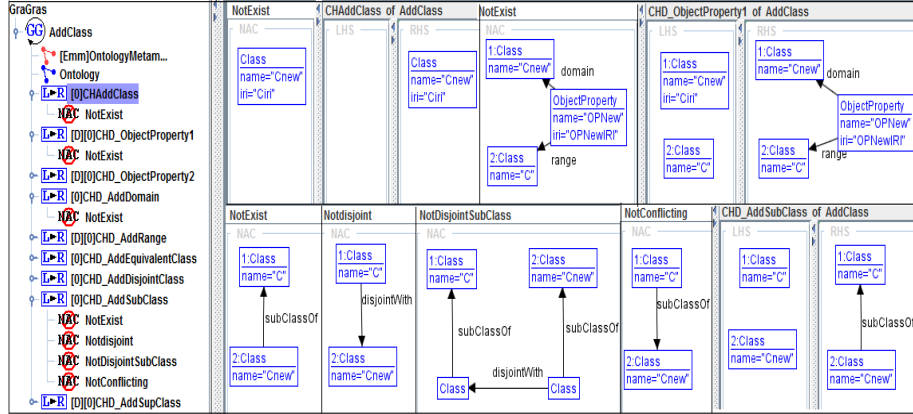 GraGras
GG AddClass
[Emm]OntologyMetam...
Ontology
L►R [0]CHAddClass
NAC NotExist
L►R [D][0]CHD_ObjectProperty1
NAC NotExist
L►R [D][0]CHD_ObjectProperty2
L►R [0]CHD_AddDomain
NAC NotExist
L►R [D][0]CHD_AddRange
L►R [0]CHD_AddEquivalentClass
L►R [0]CHD_AddDisjointClass
L►R [0]CHD_AddSubClass
NAC NotExist
NAC Notdisjoint
NAC NotDisjointSubClass
NAC NotConflicting
L►R [D][0]CHD_AddSupClass
NotExist
NAC
Class
name="Cnew"
iri="Ciri"
CHAddClass of AddClass
LHS
RHS
Class
name="Cnew"
iri="Ciri"
NotExist
NAC
1:Class
name="Cnew"
domain
ObjectProperty
name="OPNew"
iri="OPNewIRI"
2:Class
name="C"
range
CHD_ObjectProperty1 of AddClass
LHS
1:Class
name="Cnew"
iri="Ciri"
2:Class
name="C"
RHS
1:Class
name="Cnew"
domain
ObjectProperty
name="OPNew"
iri="OPNewIRI"
2:Class
name="C"
range
NotExist
NAC
1:Class
name="C"
subClassOf
2:Class
name="Cnew"
Notdisjoint
NAC
1:Class
name="C"
disjointWith
2:Class
name="Cnew"
NotDisjointSubClass
NAC
1:Class
name="C"
2:Class
name="Cnew"
subClassOf
subClassOf
disjointWith
Class
Class
NotConflicting
NAC
1:Class
name="C"
subClassOf
2:Class
name="Cnew"
CHD_AddSubClass of AddClass
LHS
1:Class
name="C"
2:Class
name="Cnew"
RHS
1:Class
name="C"
subClassOf
2:Class
name="Cnew"